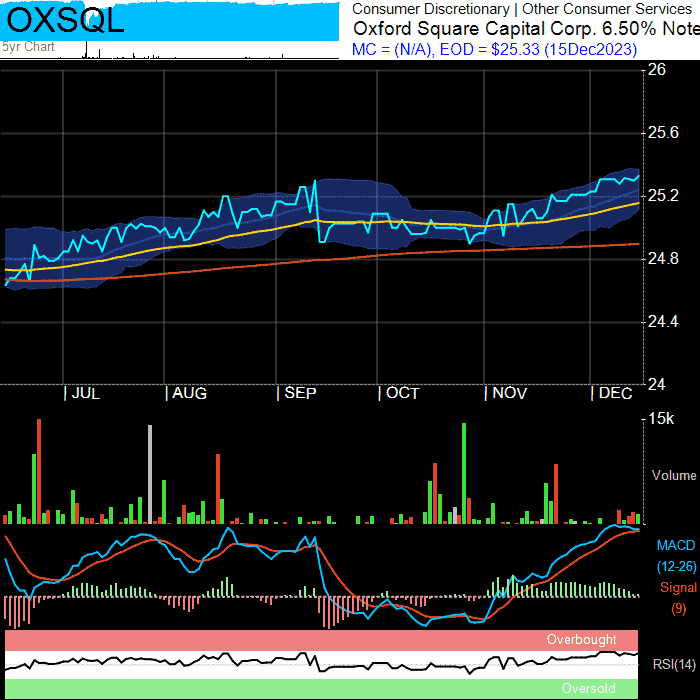 OXSQL
5yr Chart
Consumer Discretionary | Other Consumer Services
Oxford Square Capital Corp. 6.50% Note
MC = (N/A), EOD = $25.33 (15Dec2023)
26
25.6
25.2
24.8
24.4
24
| JUL | AUG | SEP | OCT | NOV | DEC
15k
Volume
MACD
(12-26)
Signal
(9)
Overbought
RSI(14)
Oversold